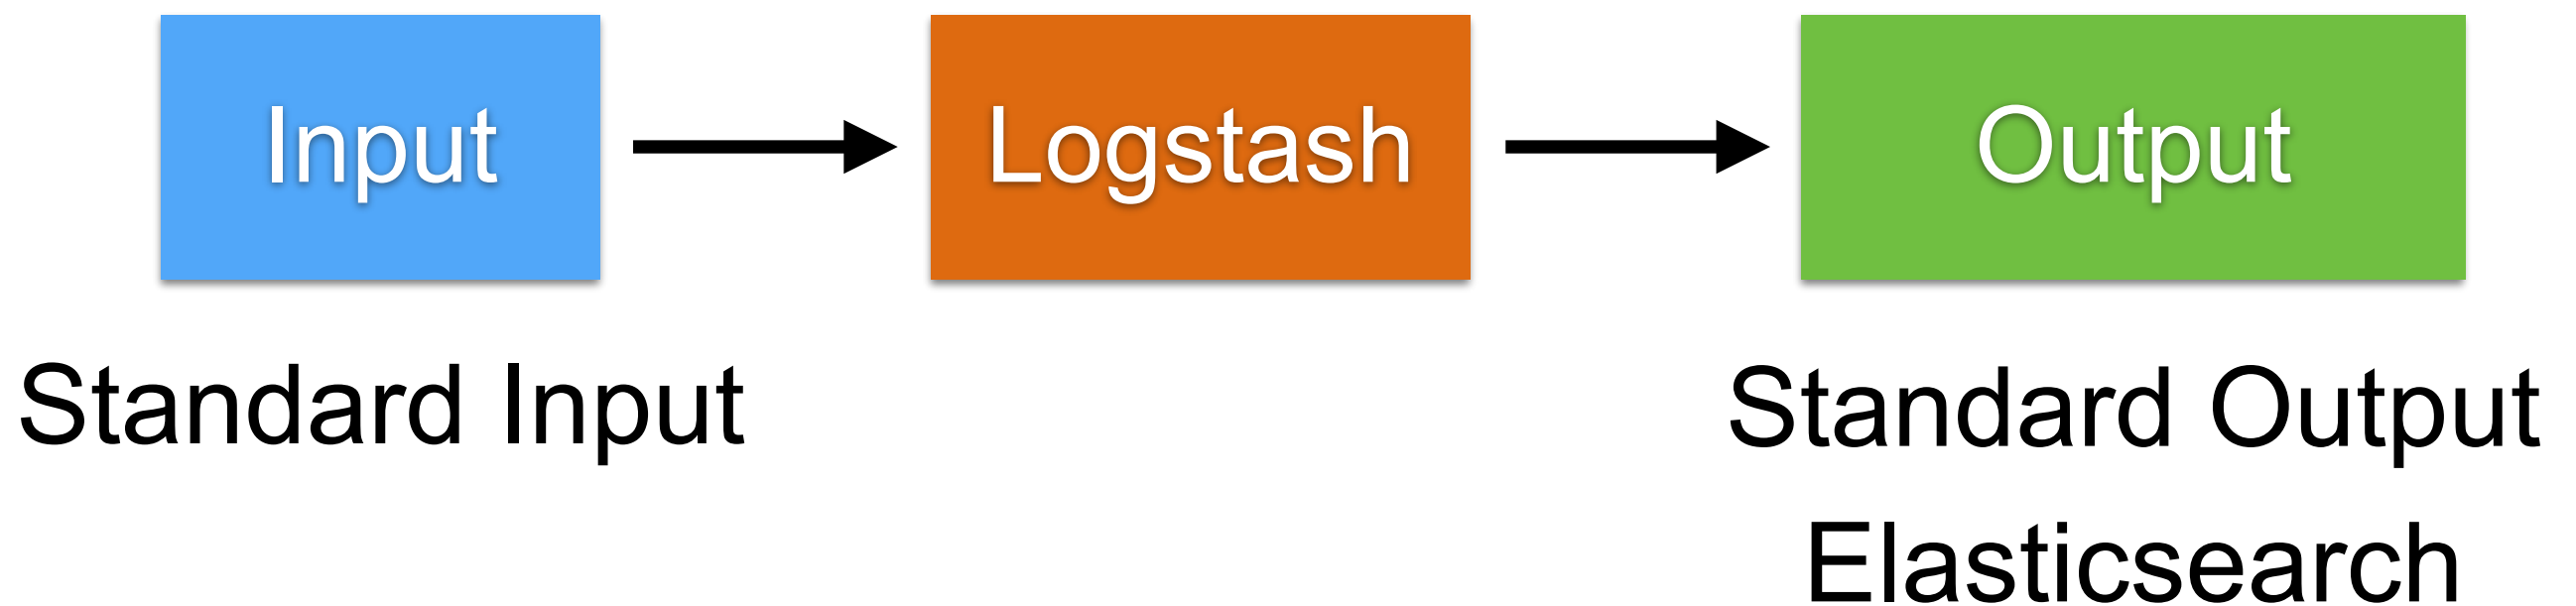 Input
Logstash
Output
Standard Input
Standard Output
Elasticsearch